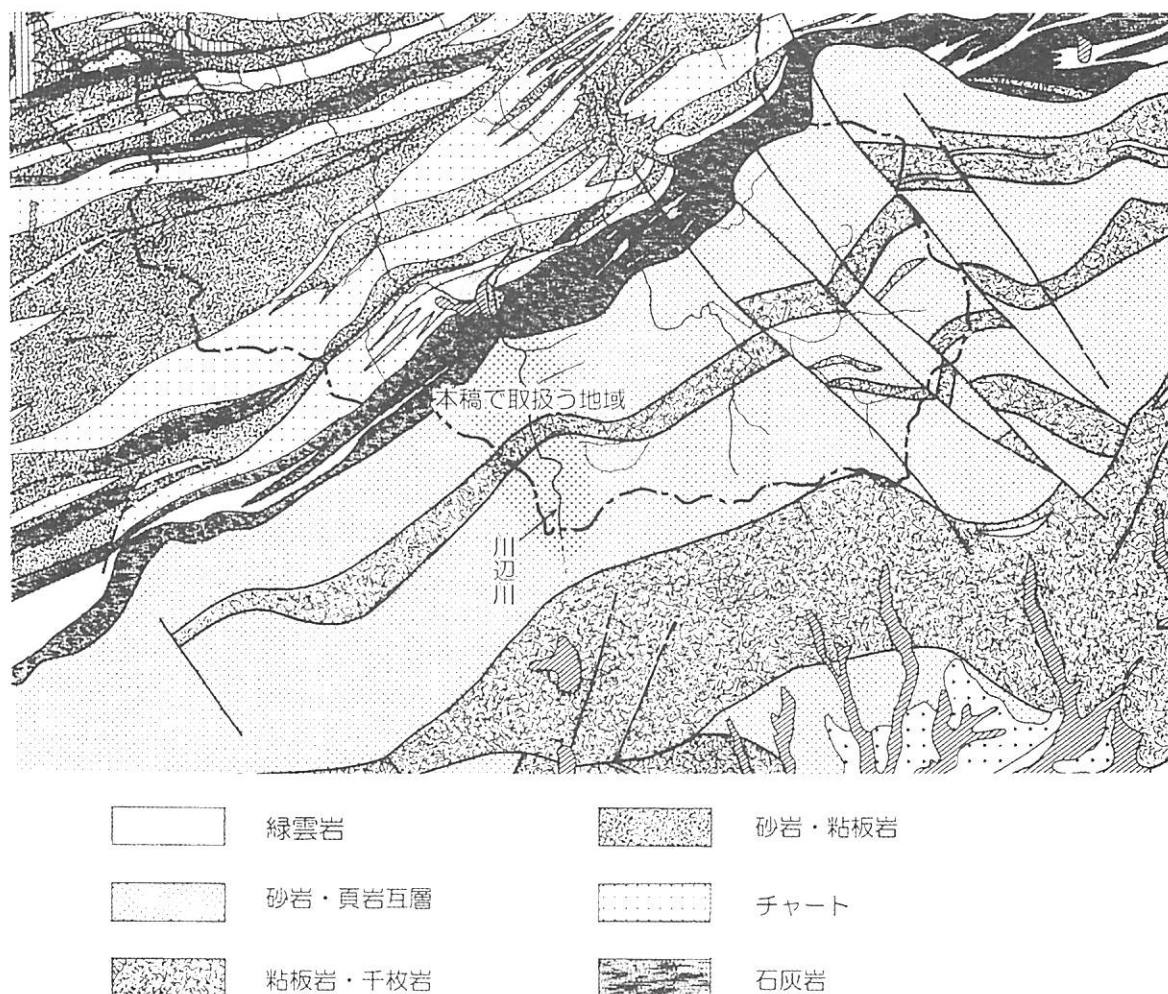 本稿で取扱う地域
川辺川
緑雲岩
砂岩・粘板岩
砂岩・頁岩互層
チャート
粘板岩・千枚岩
石灰岩